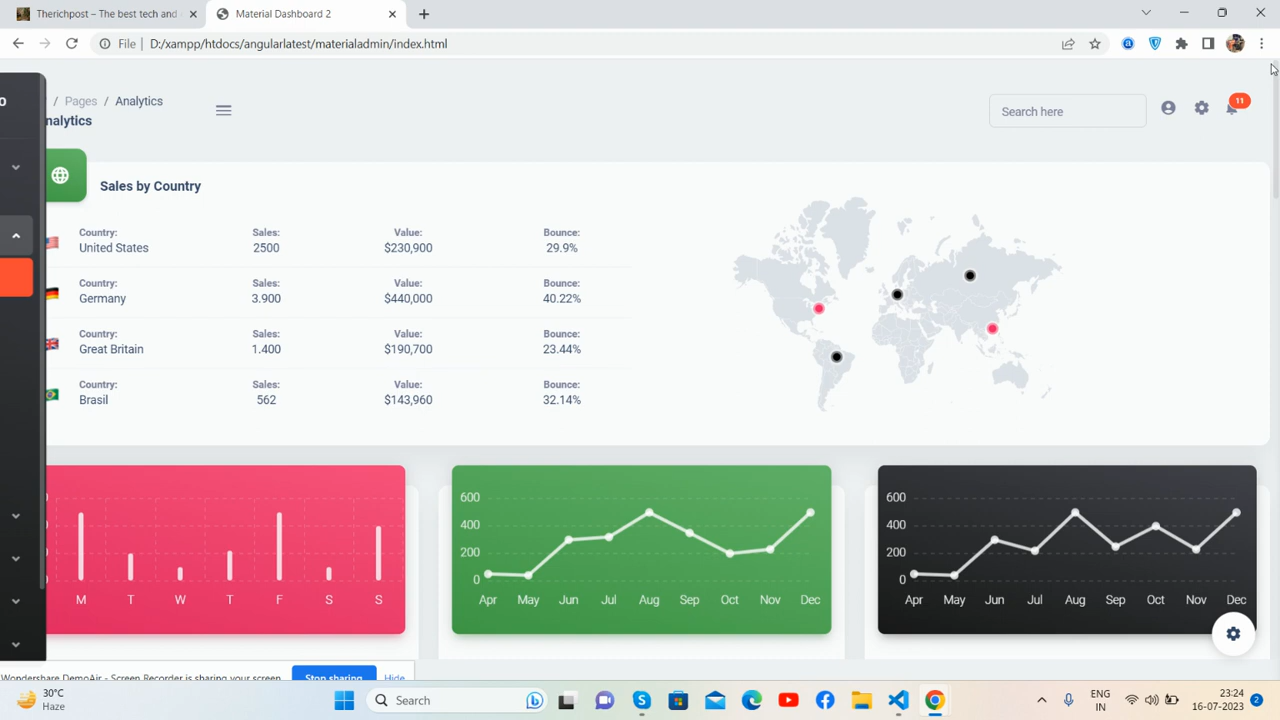 Therichpost – The best tech and
Material Dashboard 2
File
D:/xampp/htdocs/angularlatest/materialadmin/index.html
/ Pages / Analytics
nalytics
Search here
11
o
Sales by Country
Country: Sales: Value: Bounce:
United States 2500 $230,900 29.9%
Country: Sales: Value: Bounce:
Germany 3.900 $440,000 40.22%
Country: Sales: Value: Bounce:
Great Britain 1.400 $190,700 23.44%
Country: Sales: Value: Bounce:
Brasil 562 $143,960 32.14%
M T W T F S S
600
400
200
0
Apr May Jun Jul Aug Sep Oct Nov Dec
600
400
200
0
Apr May Jun Jul Aug Sep Oct Nov Dec
Wondershare DemoAir - Screen Recorder is sharing your screen.
Stop sharing
Hide
30°C
Haze
Search
ENG
IN
23:24
16-07-2023
2